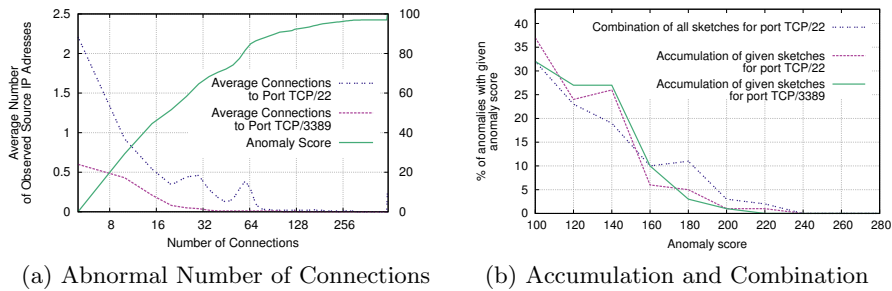 2.5
2
1.5
1
0.5
0
100
80
60
40
20
0
8
16
32
64
128
256
Average Number
of Observed Source IP Adresses
Number of Connections
Average Connections
to Port TCP/22
Average Connections
to Port TCP/3389
Anomaly Score
(a) Abnormal Number of Connections
40
35
30
25
20
15
10
5
0
100
120
140
160
180
200
220
240
260
280
% of anomalies with given
anomaly score
Anomaly score
Combination of all sketches for port TCP/22
Accumulation of given sketches
for port TCP/22
Accumulation of given sketches
for port TCP/3389
(b) Accumulation and Combination